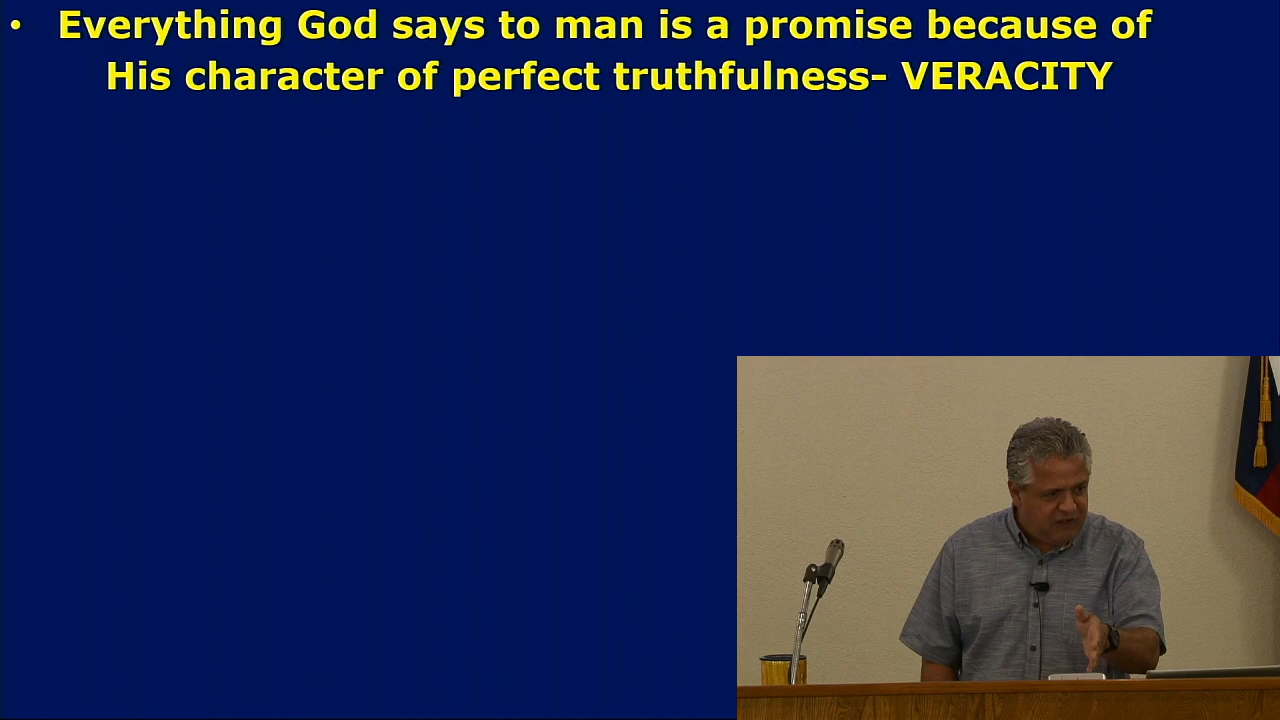 • Everything God says to man is a promise because of
His character of perfect truthfulness- VERACITY